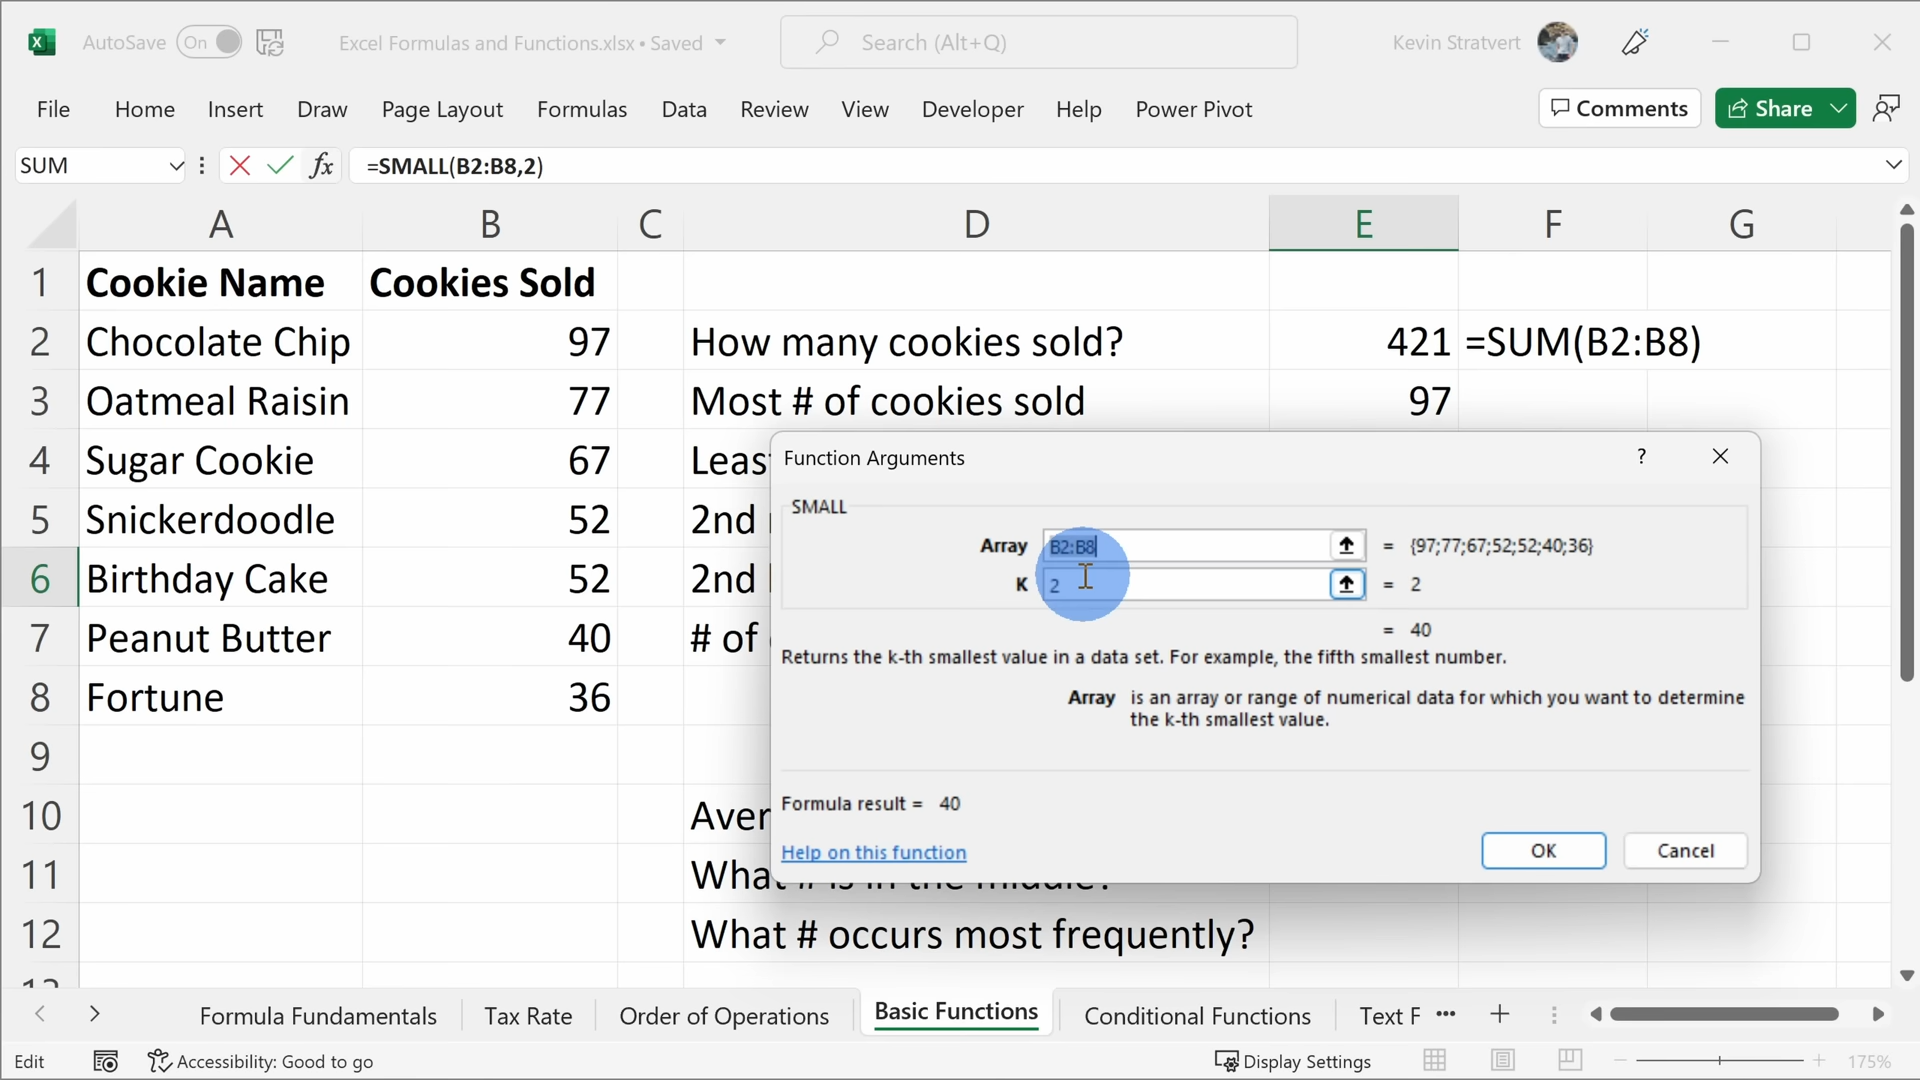 AutoSave On Excel Formulas and Functions.xlsx • Saved Search (Alt+Q) Kevin Stratvert
File Home Insert Draw Page Layout Formulas Data Review View Developer Help Power Pivot Comments Share
SUM fx =SMALL(B2:B8,2)
A B C D E F G
1 Cookie Name Cookies Sold
2 Chocolate Chip 97 How many cookies sold? 421 =SUM(B2:B8)
3 Oatmeal Raisin 77 Most # of cookies sold 97
4 Sugar Cookie 67 Leas
5 Snickerdoodle 52 2nd
6 Birthday Cake 52 2nd
7 Peanut Butter 40 # of
8 Fortune 36
9
10 Aver
11 What # is in the middle?
12 What # occurs most frequently?
Function Arguments ?
SMALL
Array B2:B8 = {97;77;67;52;52;40;36}
K 2 = 2
= 40
Returns the k-th smallest value in a data set. For example, the fifth smallest number.
Array is an array or range of numerical data for which you want to determine
the k-th smallest value.
Formula result = 40
Help on this function OK Cancel
Formula Fundamentals Tax Rate Order of Operations Basic Functions Conditional Functions Text F ...
Edit Accessibility: Good to go Display Settings 175%